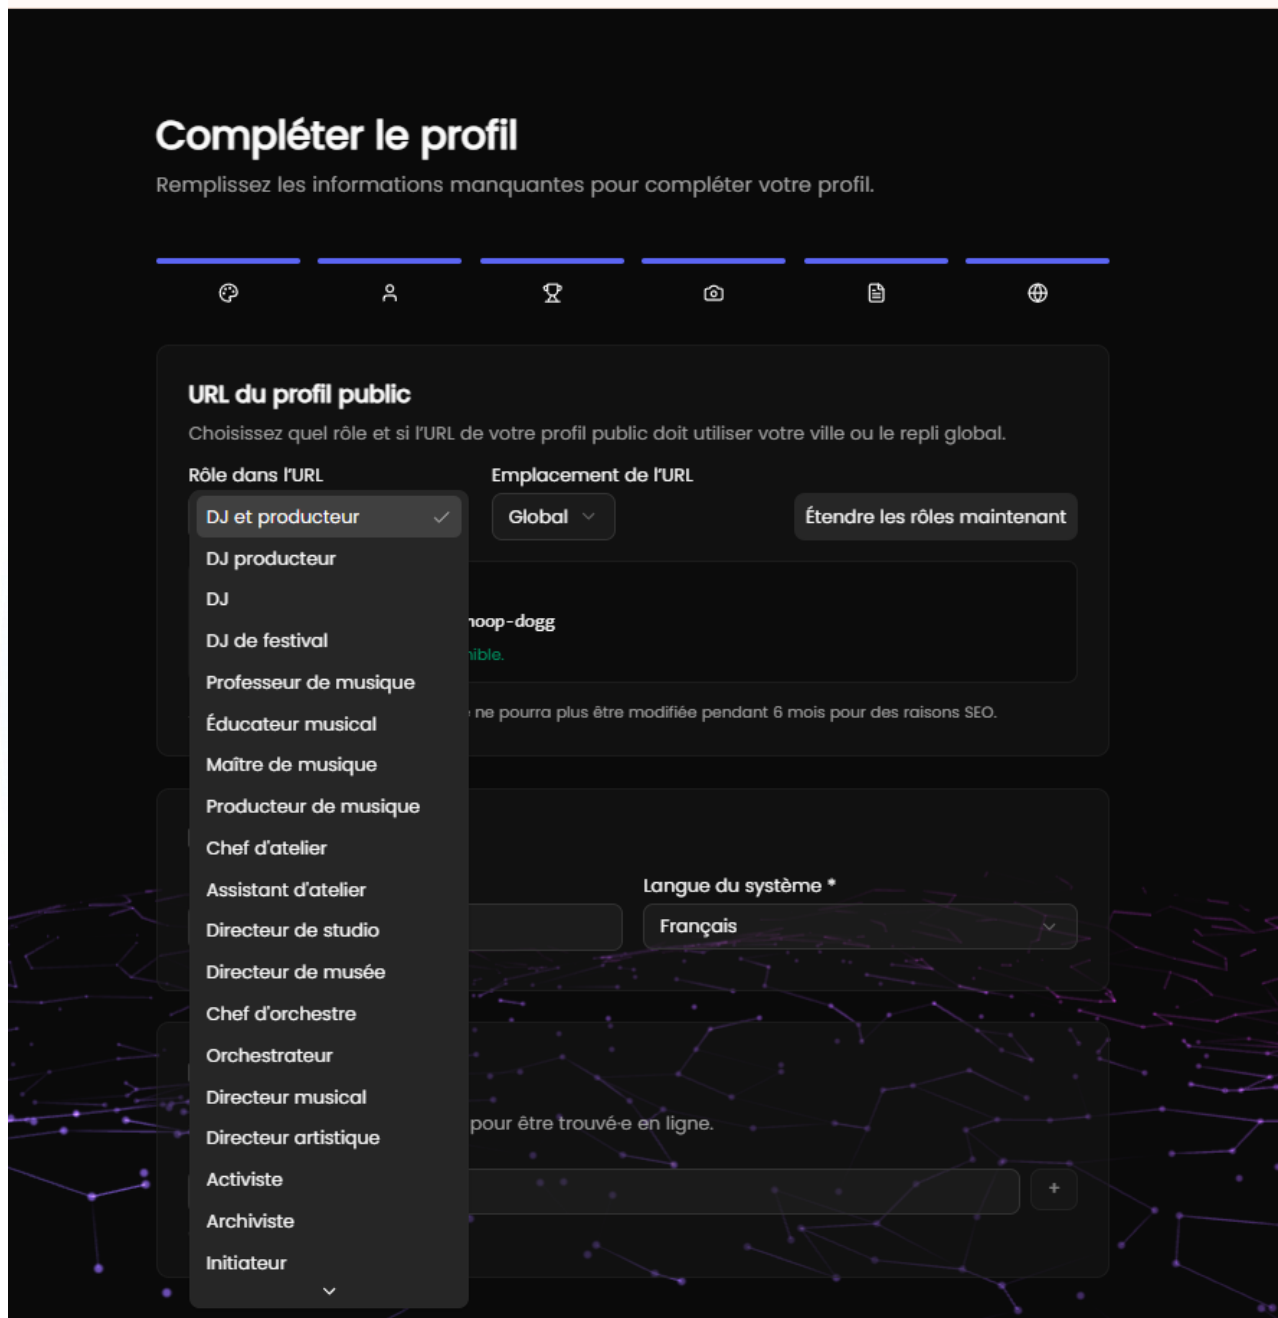 Compléter le profil
Remplissez les informations manquantes pour compléter votre profil.
URL du profil public
Choisissez quel rôle et si l'URL de votre profil public doit utiliser votre ville ou le repli global.
Rôle dans l'URL
Emplacement de l'URL
DJ et producteur
Global
Étendre les rôles maintenant
DJ producteur
DJ
DJ de festival
Professeur de musique
Éducateur musical
Maître de musique
Producteur de musique
Chef d'atelier
Assistant d'atelier
Directeur de studio
Directeur de musée
Chef d'orchestre
Orchestrateur
Directeur musical
Directeur artistique
Activiste
Archiviste
Initiateur
noop-dogg
nible.
ne pourra plus être modifiée pendant 6 mois pour des raisons SEO.
Langue du système *
Français
pour être trouvé·e en ligne.
+